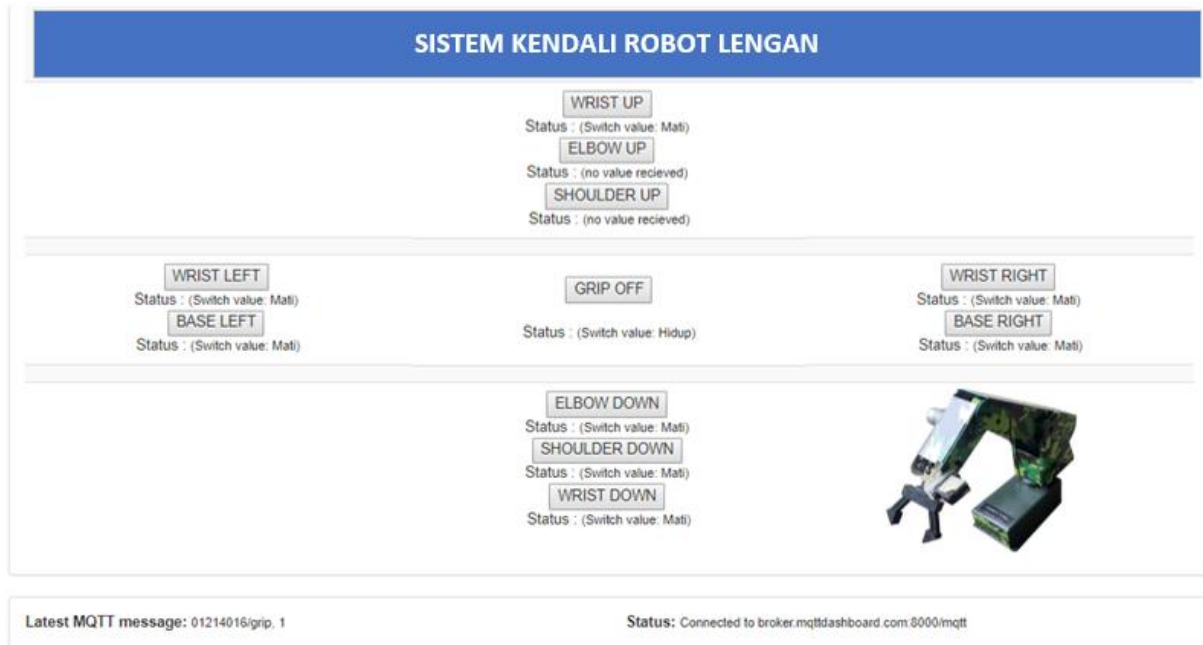 SISTEM KENDALI ROBOT LENGAN
WRIST UP
Status : (Switch value: Mati)
ELBOW UP
Status : (no value recieved)
SHOULDER UP
Status : (no value recieved)
WRIST LEFT
Status : (Switch value: Mati)
BASE LEFT
Status : (Switch value: Mati)
GRIP OFF
Status : (Switch value: Hidup)
WRIST RIGHT
Status : (Switch value: Mati)
BASE RIGHT
Status : (Switch value: Mati)
ELBOW DOWN
Status : (Switch value: Mati)
SHOULDER DOWN
Status : (Switch value: Mati)
WRIST DOWN
Status : (Switch value: Mati)
Latest MQTT message: 01214016/grip, 1
Status: Connected to broker.mqttdashboard.com:8000/mqtt